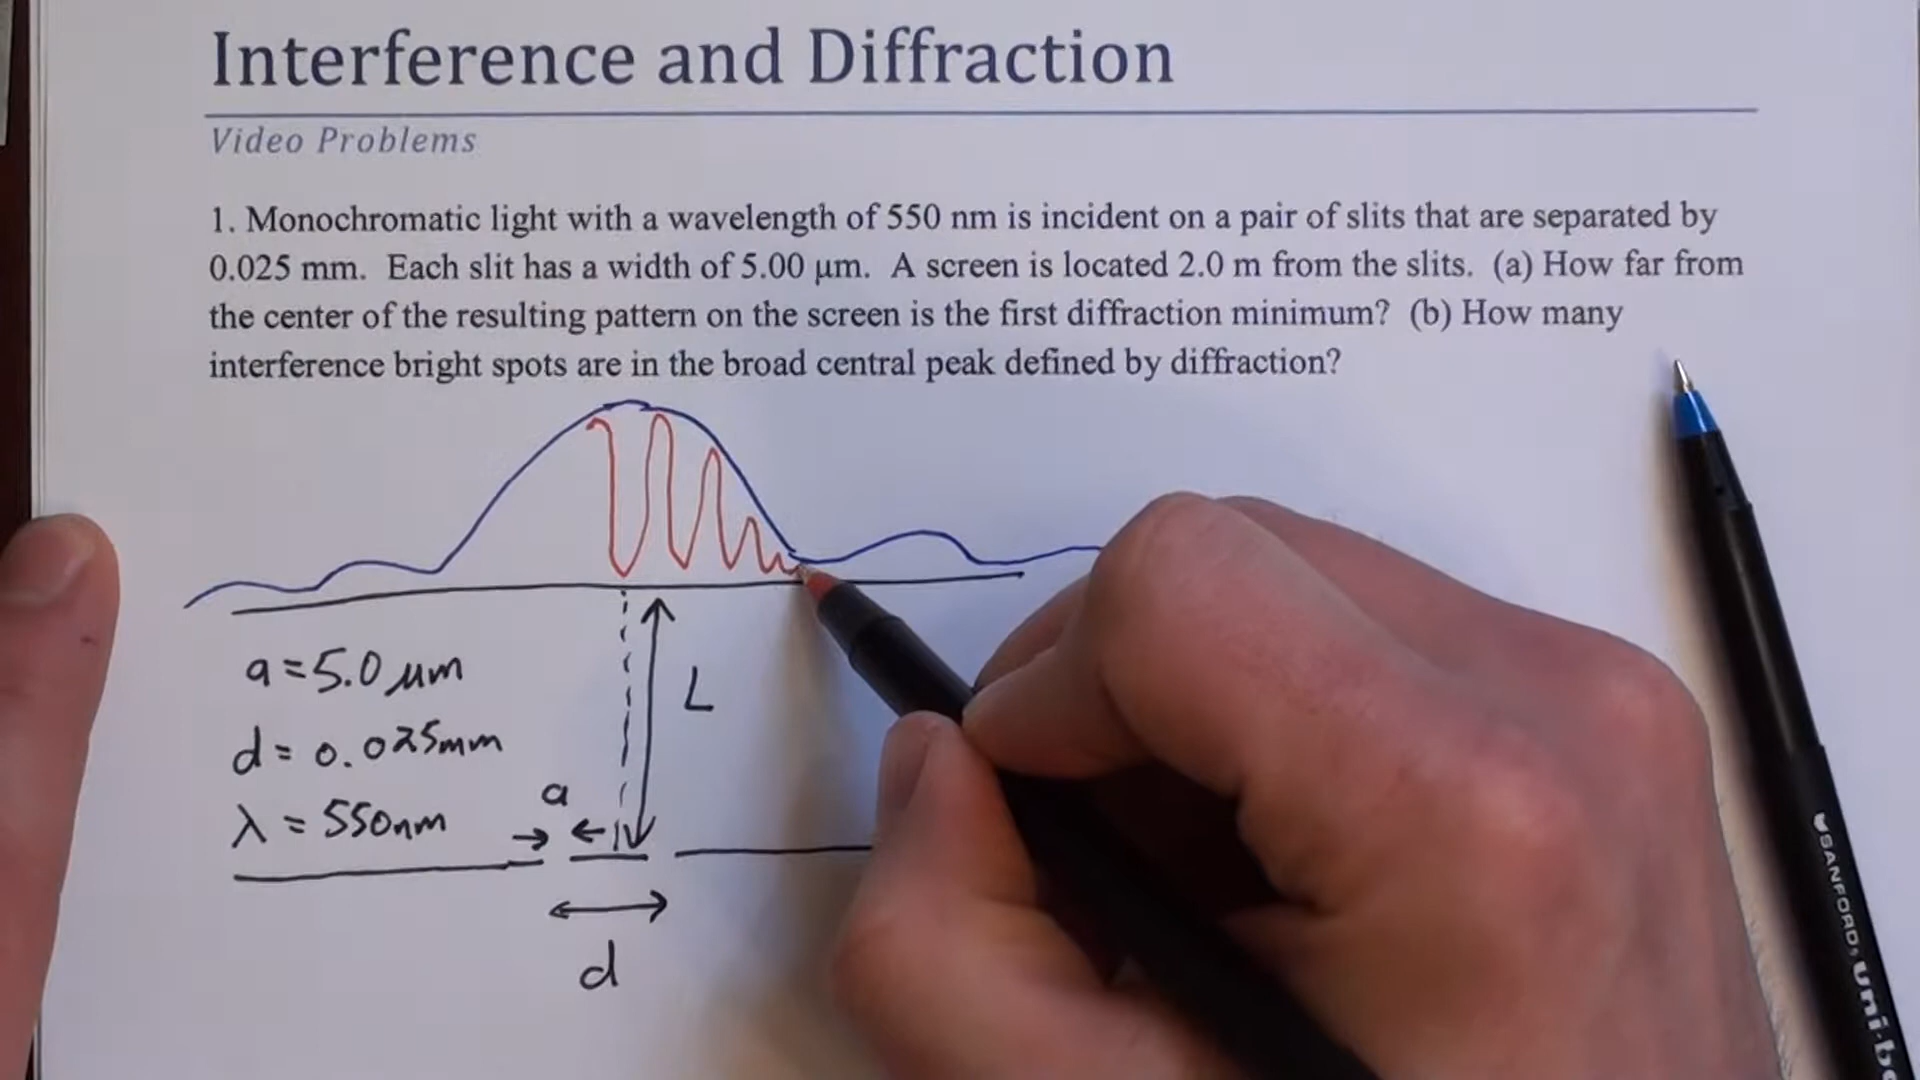 Interference and Diffraction
Video Problems
1. Monochromatic light with a wavelength of 550 nm is incident on a pair of slits that are separated by
0.025 mm. Each slit has a width of 5.00 μm. A screen is located 2.0 m from the slits. (a) How far from
the center of the resulting pattern on the screen is the first diffraction minimum? (b) How many
interference bright spots are in the broad central peak defined by diffraction?
a = 5.0 μm
L
d = 0.025mm
a
λ = 550nm
d
SANFORD
uni-ba